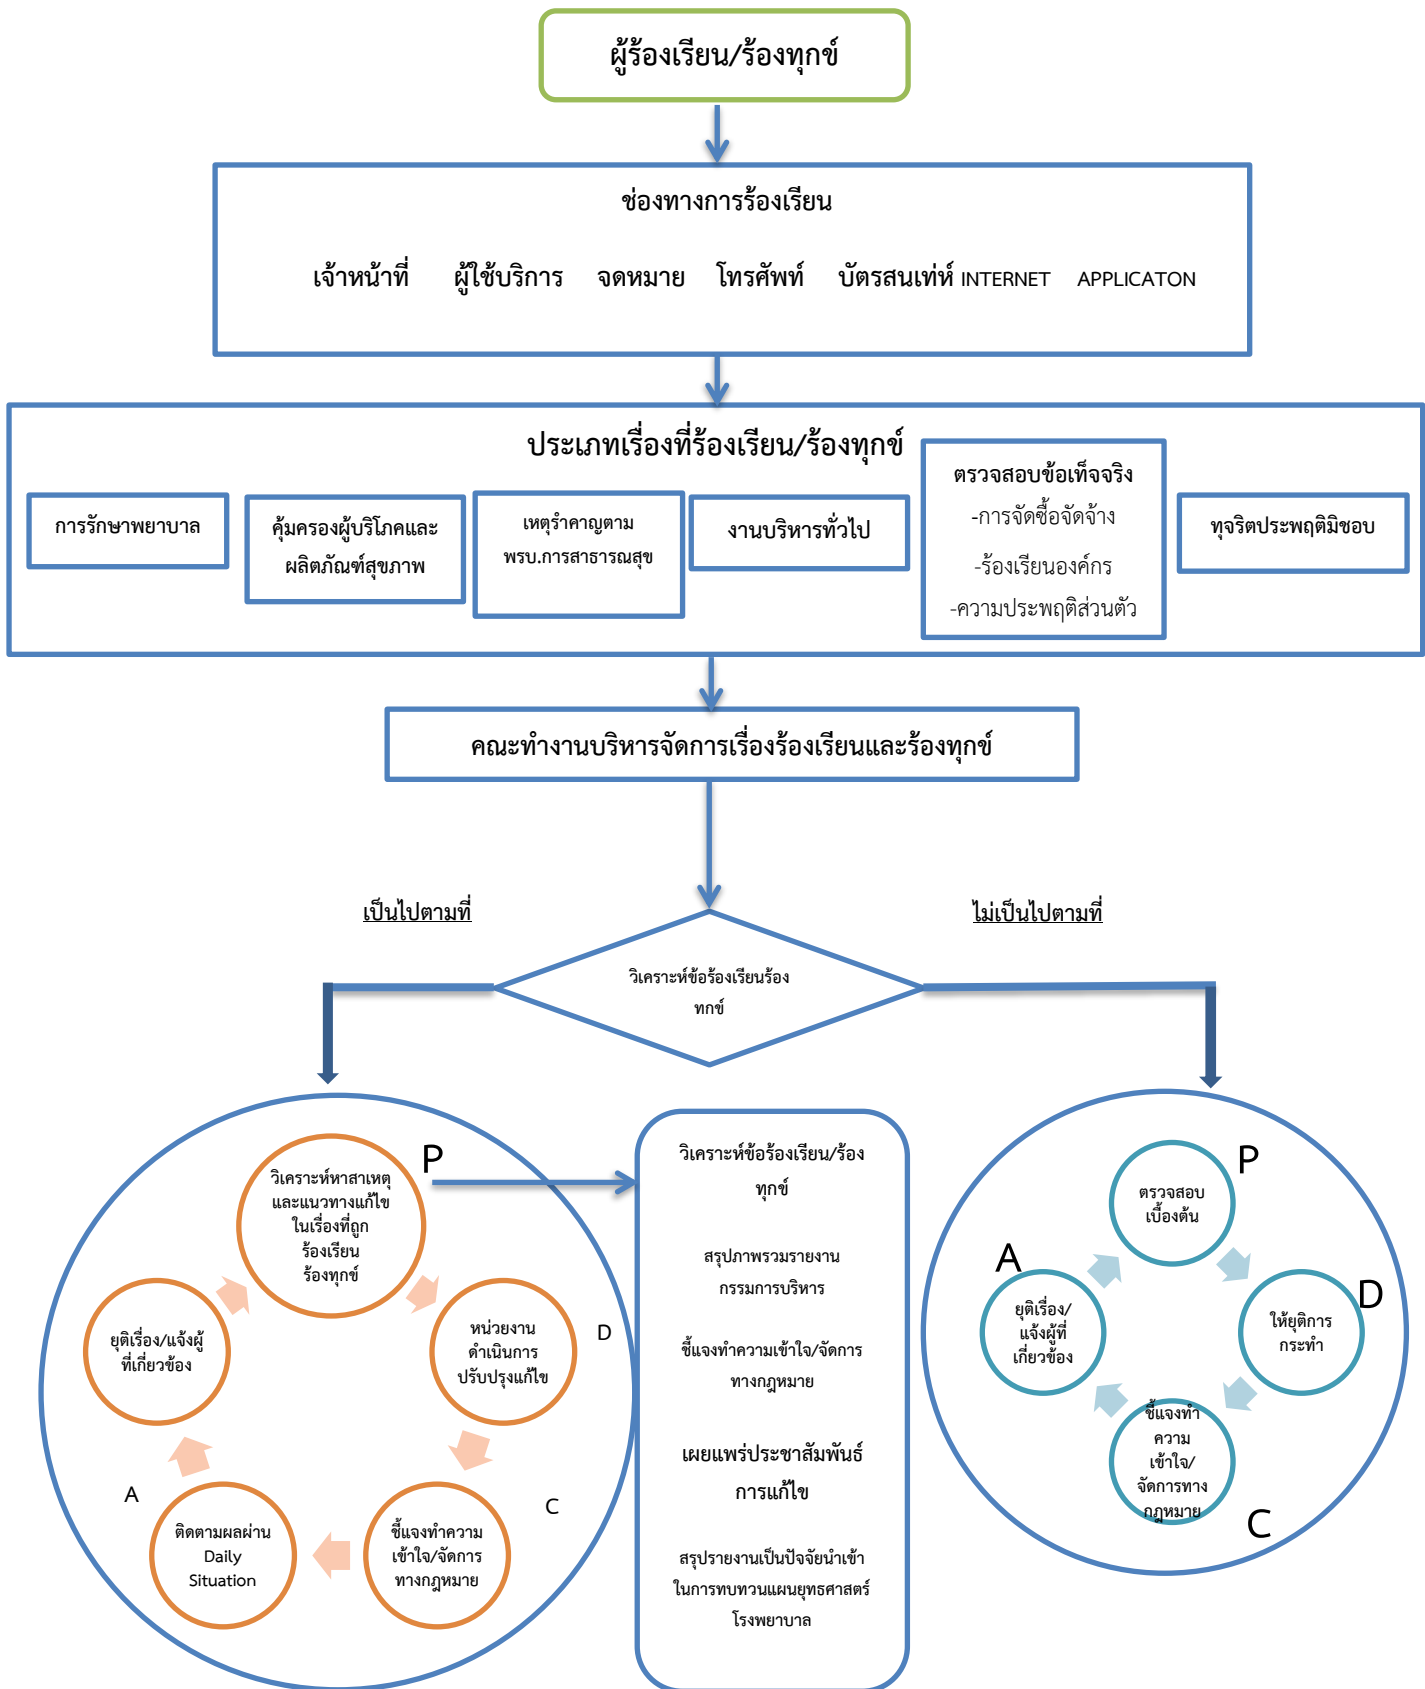 ผู้ร้องเรียน/ร้องทุกข์
ช่องทางการร้องเรียน
เจ้าหน้าที่ ผู้ใช้บริการ จดหมาย โทรศัพท์ บัตรสนเท่ห์ INTERNET APPLICATON
ประเภทเรื่องที่ร้องเรียน/ร้องทุกข์
การรักษาพยาบาล
คุ้มครองผู้บริโภคและ
ผลิตภัณฑ์สุขภาพ
เหตุรำคาญตาม
พรบ.การสาธารณสุข
งานบริหารทั่วไป
ตรวจสอบข้อเท็จจริง
-การจัดซื้อจัดจ้าง
-ร้องเรียนองค์กร
-ความประพฤติส่วนตัว
ทุจริตประพฤติมิชอบ
คณะทำงานบริหารจัดการเรื่องร้องเรียนและร้องทุกข์
เป็นไปตามที่
ไม่เป็นไปตามที่
วิเคราะห์ข้อร้องเรียนร้อง
ทกข์
P
วิเคราะห์หาสาเหตุ
และแนวทางแก้ไข
ในเรื่องที่ถูก
ร้องเรียน
ร้องทุกข์
D
หน่วยงาน
ดำเนินการ
ปรับปรุงแก้ไข
C
ชี้แจงทำความ
เข้าใจ/จัดการ
ทางกฎหมาย
A
ติดตามผลผ่าน
Daily
Situation
ยุติเรื่อง/แจ้งผู้
ที่เกี่ยวข้อง
วิเคราะห์ข้อร้องเรียน/ร้อง
ทุกข์
สรุปภาพรวมรายงาน
กรรมการบริหาร
ชี้แจงทำความเข้าใจ/จัดการ
ทางกฎหมาย
เผยแพร่ประชาสัมพันธ์
การแก้ไข
สรุปรายงานเป็นปัจจัยนำเข้า
ในการทบทวนแผนยุทธศาสตร์
โรงพยาบาล
P
ตรวจสอบ
เบื้องต้น
D
ให้ยุติการ
กระทำ
C
ชี้แจงทำ
ความ
เข้าใจ/
จัดการทาง
กฎหมาย
A
ยุติเรื่อง/
แจ้งผู้ที่
เกี่ยวข้อง